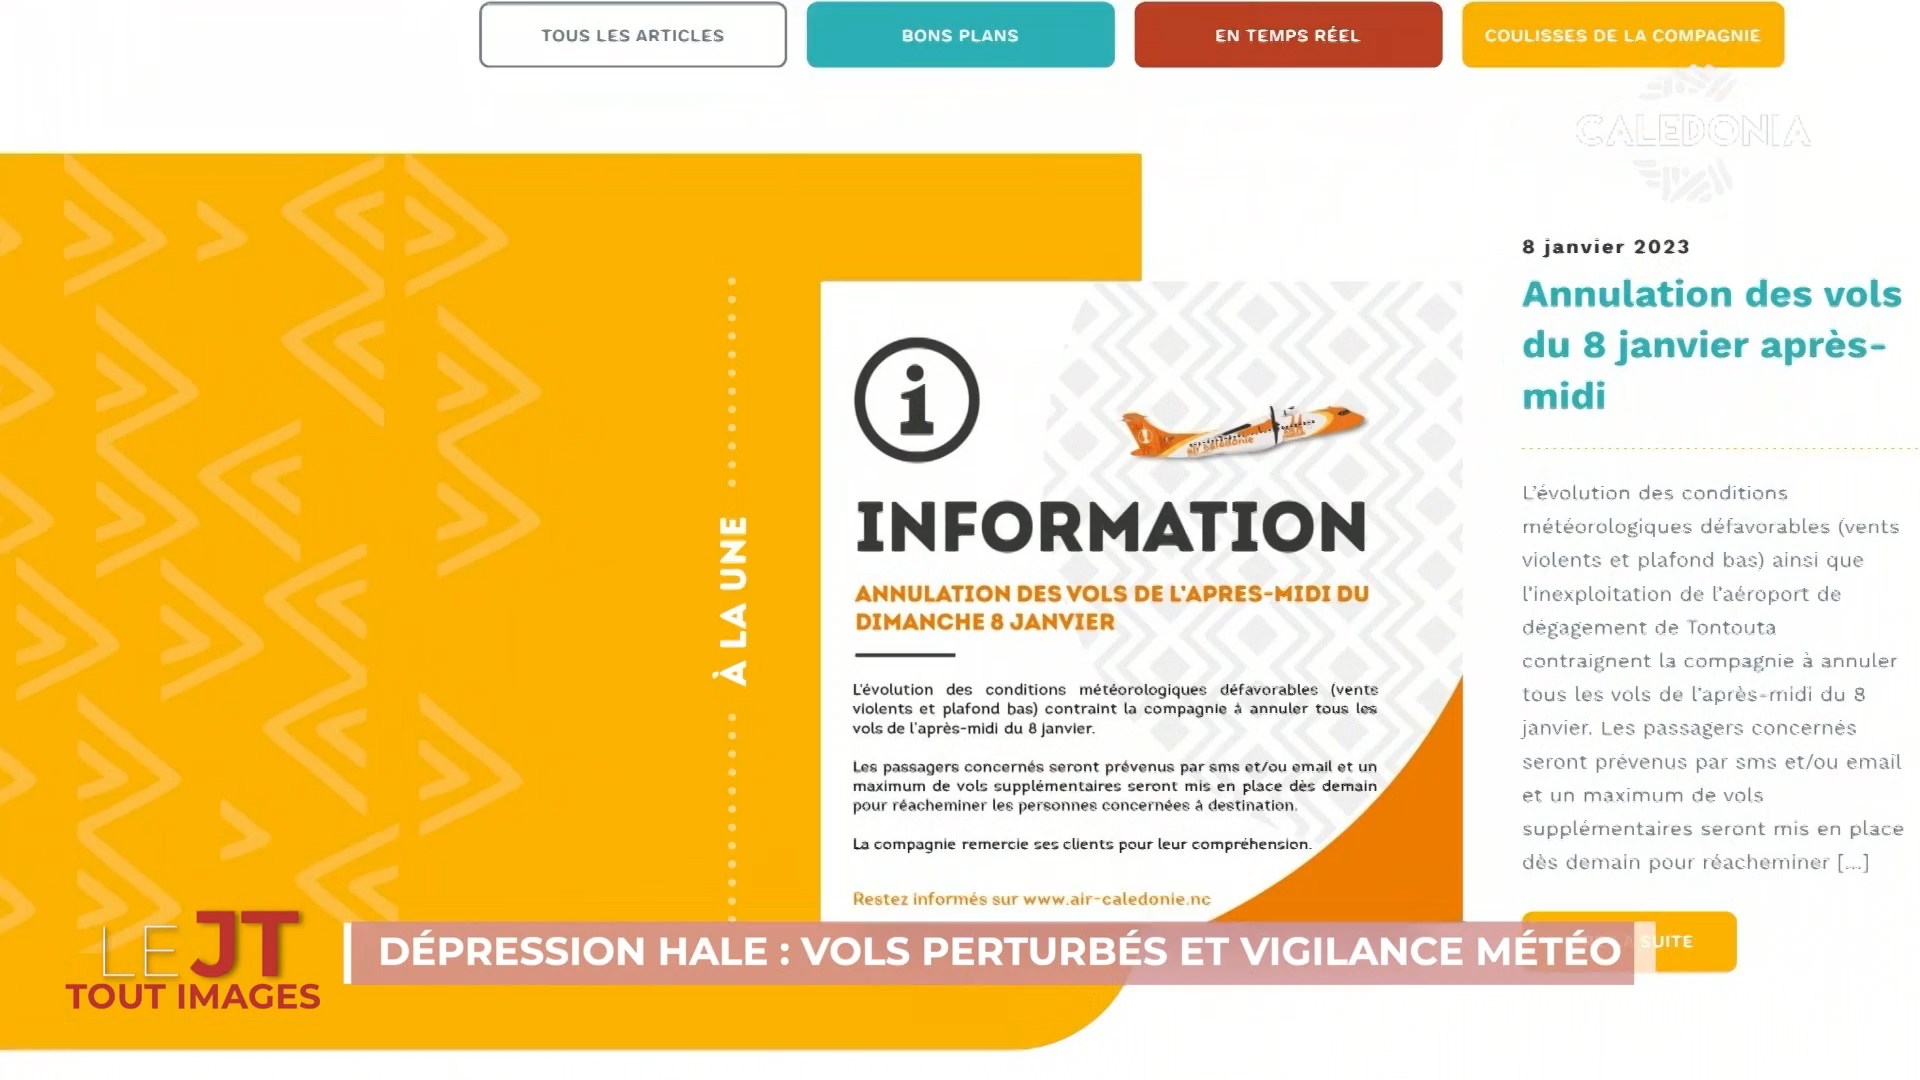 TOUS LES ARTICLES
BONS PLANS
EN TEMPS RÉEL
COULISSES DE LA COMPAGNIE
CALEDONIA
8 janvier 2023
Annulation des vols
du 8 janvier après-
midi
L'évolution des conditions
météorologiques défavorables (vents
violents et plafond bas) ainsi que
l'inexploitation de l'aéroport de
dégagement de Tontouta
contraignent la compagnie à annuler
tous les vols de l'après-midi du 8
janvier. Les passagers concernés
seront prévenus par sms et/ou email
et un maximum de vols
supplémentaires seront mis en place
dès demain pour réacheminer [...]
SUITE
À LA UNE
i
air calédonie
INFORMATION
ANNULATION DES VOLS DE L'APRES-MIDI DU
DIMANCHE 8 JANVIER
L'évolution des conditions météorologiques défavorables (vents
violents et plafond bas) contraint la compagnie à annuler tous les
vols de l'après-midi du 8 janvier.
Les passagers concernés seront prévenus par sms et/ou email et un
maximum de vols supplémentaires seront mis en place dès demain
pour réacheminer les personnes concernées à destination.
La compagnie remercie ses clients pour leur compréhension.
Restez informés sur www.air-caledonie.nc
LE JT
TOUT IMAGES
DÉPRESSION HALE : VOLS PERTURBÉS ET VIGILANCE MÉTÉO